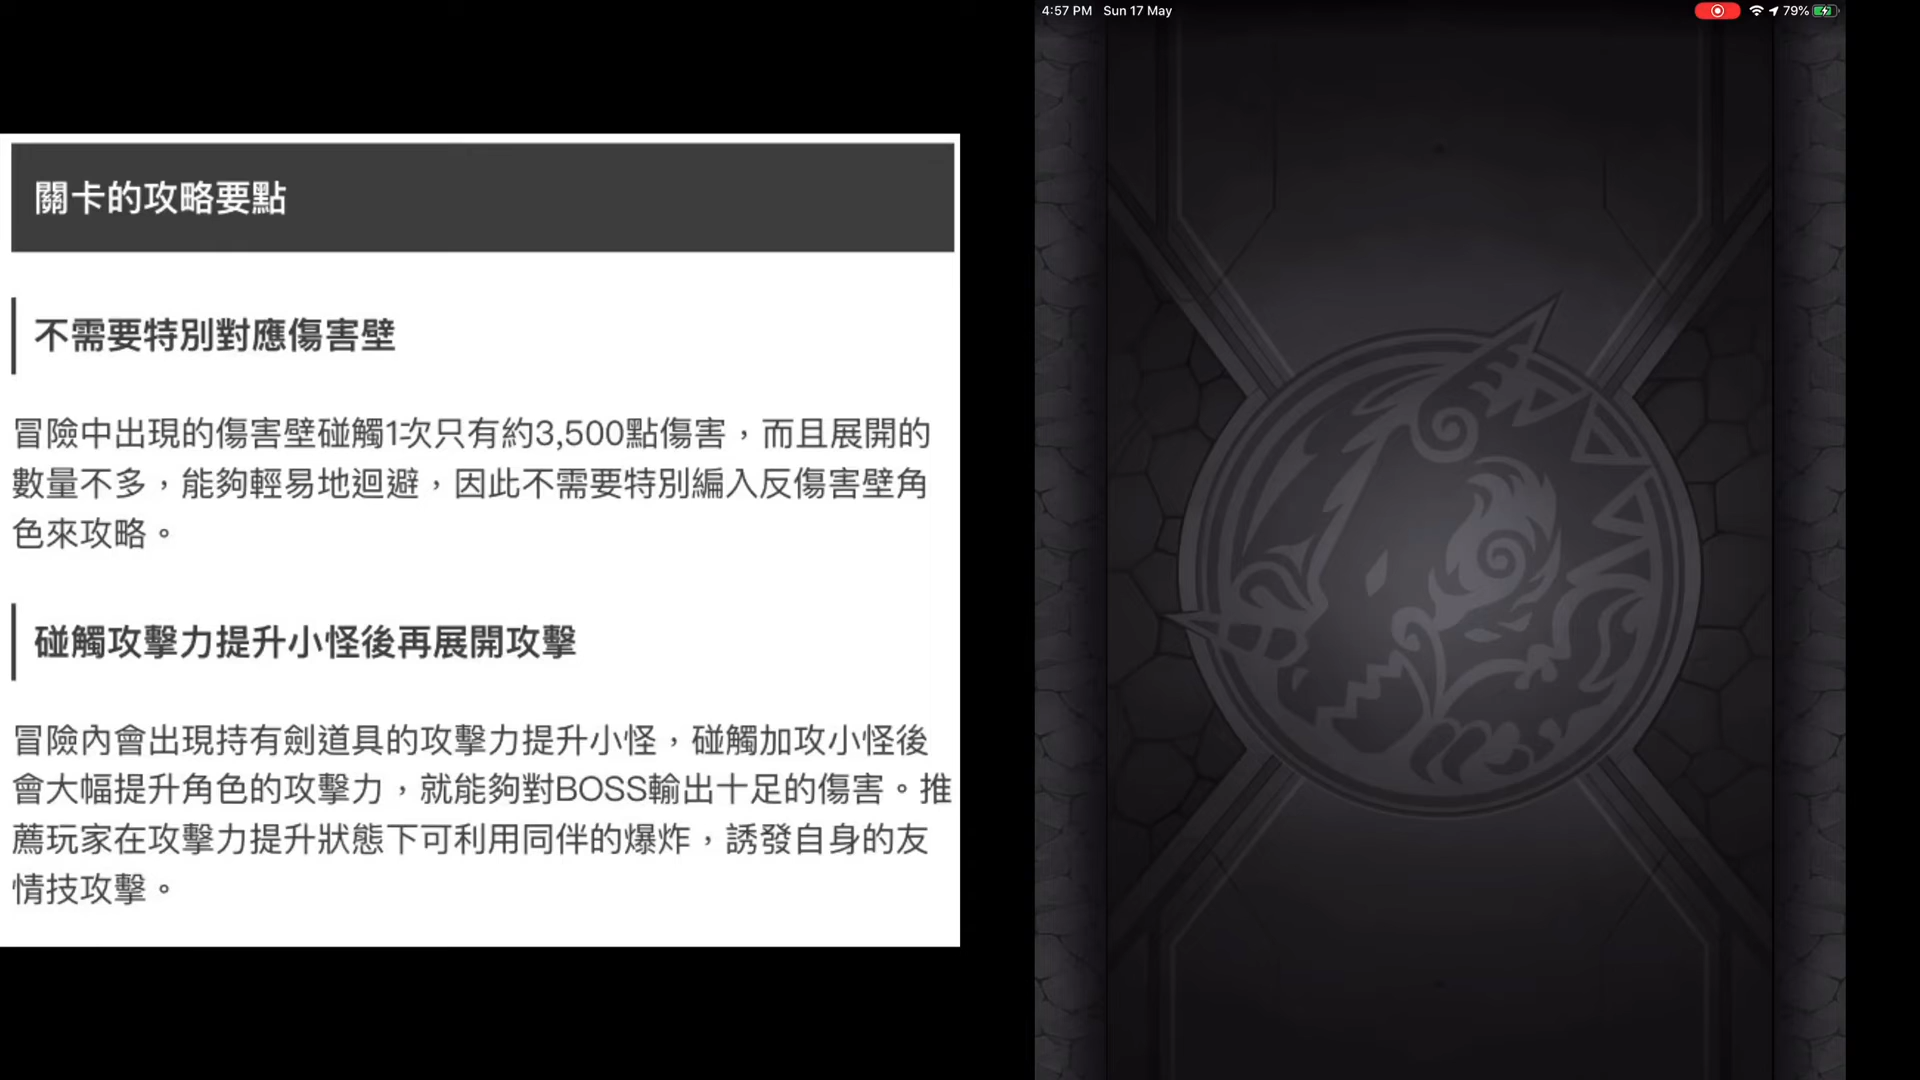 4:57 PM Sun 17 May
79%
關卡的攻略要點
不需要特別對應傷害壁
冒險中出現的傷害壁碰觸1次只有約3,500點傷害，而且展開的
數量不多，能夠輕易地迴避，因此不需要特別編入反傷害壁角
色來攻略。
碰觸攻擊力提升小怪後再展開攻擊
冒險內會出現持有劍道具的攻擊力提升小怪，碰觸加攻小怪後
會大幅提升角色的攻擊力，就能夠對BOSS輸出十足的傷害。推
薦玩家在攻擊力提升狀態下可利用同伴的爆炸，誘發自身的友
情技攻擊。